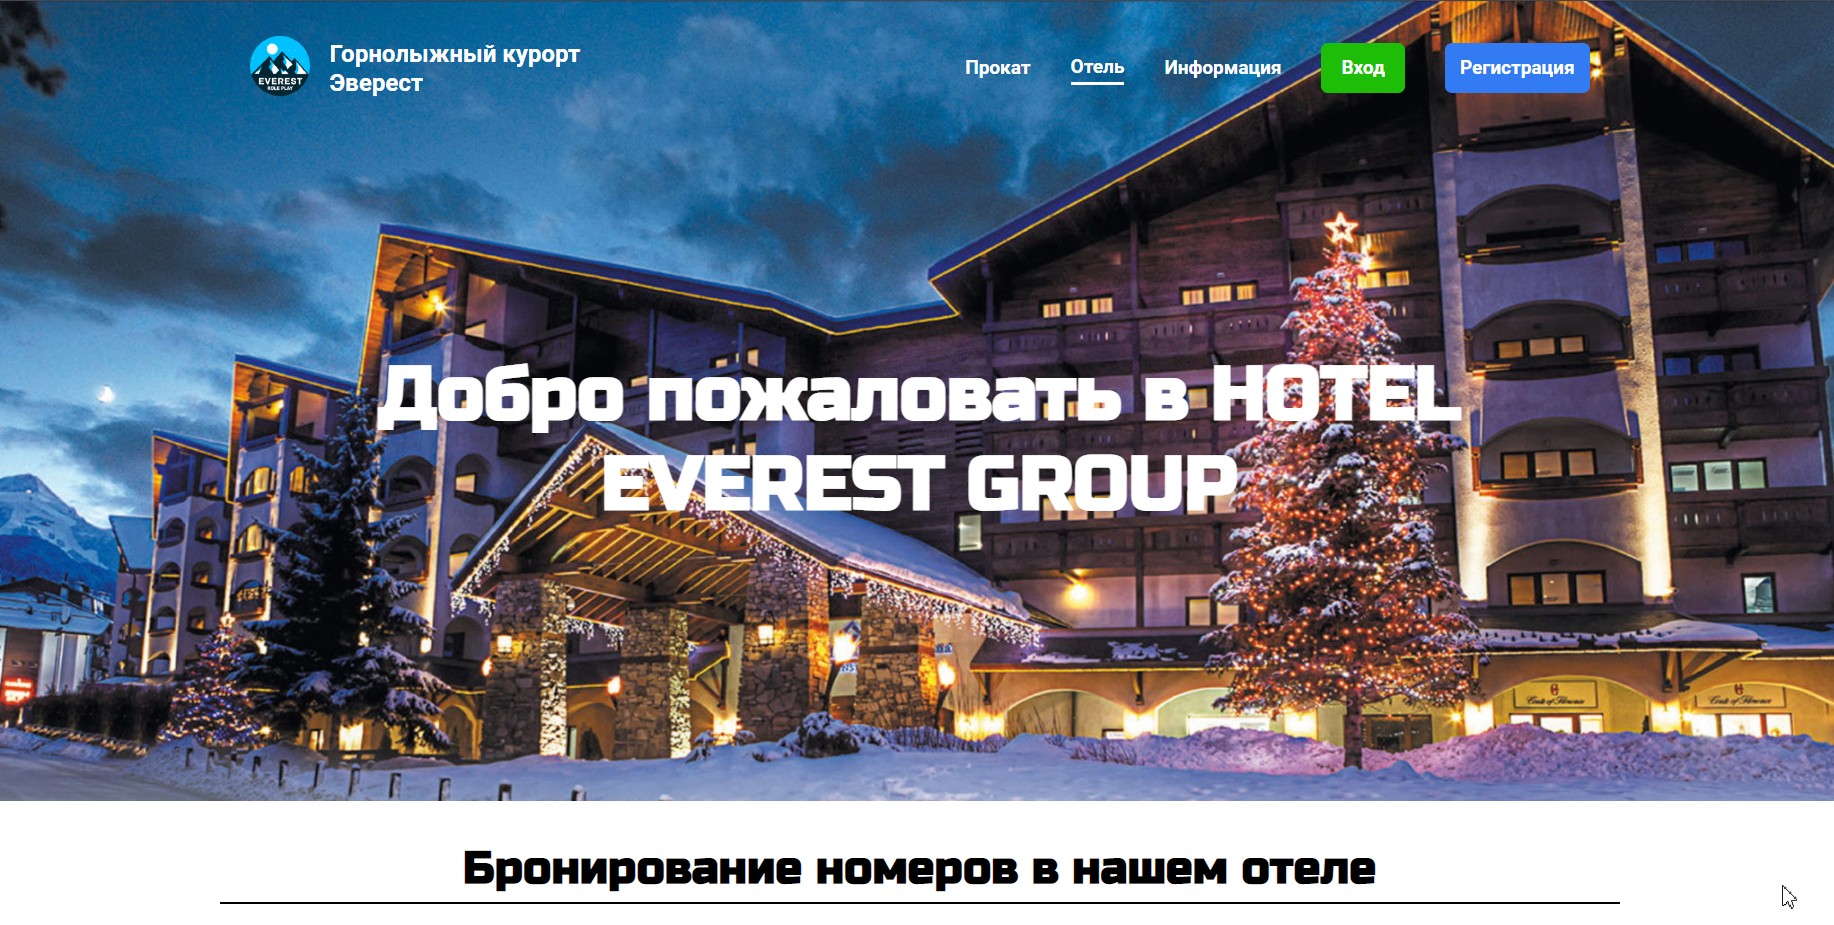 EVEREST
ROLE PLAY
Горнолыжный курорт
Эверест
Прокат
Отель
Информация
Вход
Регистрация
Добро пожаловать в HOTEL
EVEREST GROUP
Бронирование номеров в нашем отеле